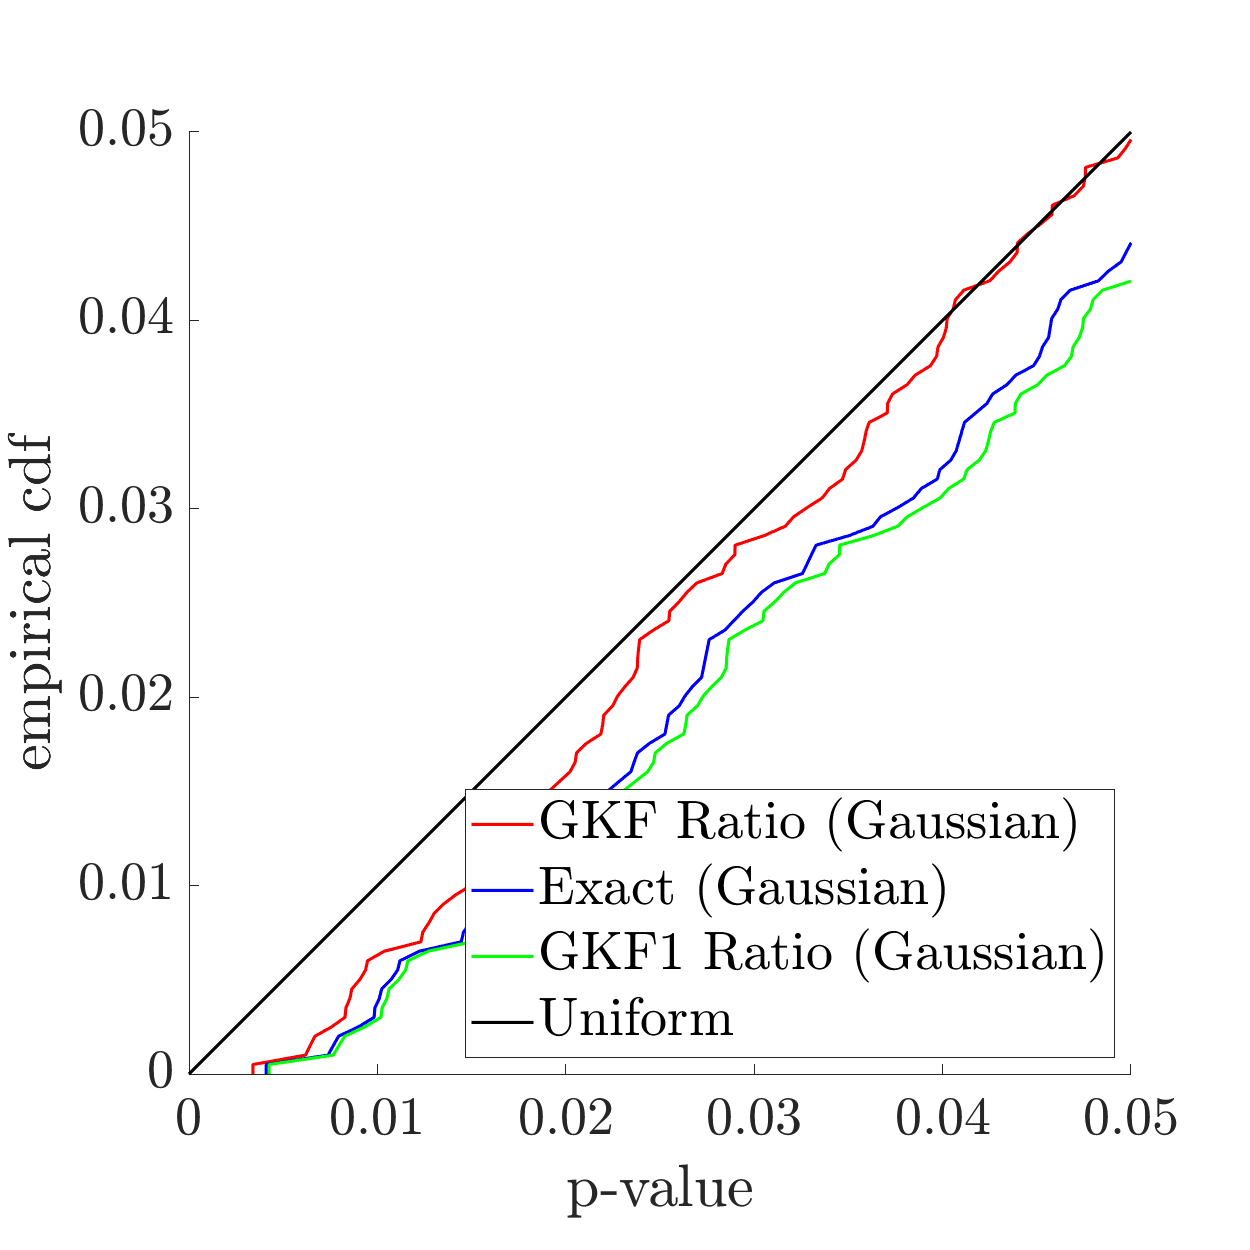 0.05
0.04
0.03
0.02
0.01
0
empirical cdf
GKF Ratio (Gaussian)
Exact (Gaussian)
GKF1 Ratio (Gaussian)
Uniform
0 0.01 0.02 0.03 0.04 0.05
p-value